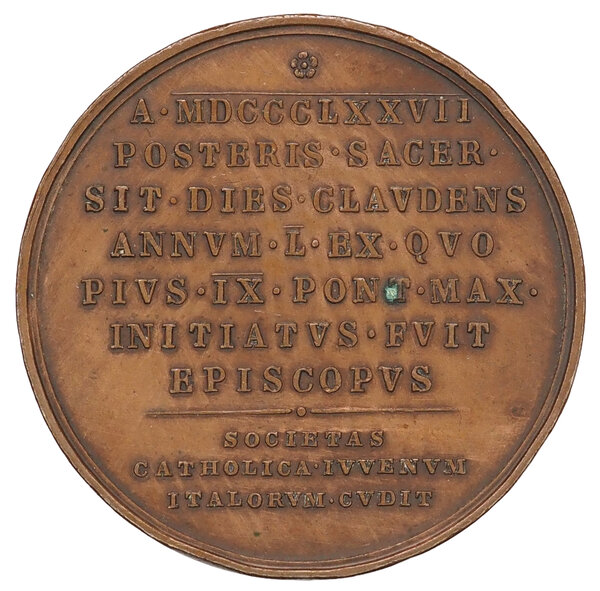 A · MDCCCLXXVII
POSTERIS · SACER ·
SIT · DIES · CLAVDENS
ANNVM · L̅ · EX · QVO
PIVS · I̅X̅ · PONT · MAX ·
INITIATVS · FVIT
EPISCOPVS
SOCIETAS
CATHOLICA · IVVENVM
ITALORVM · CVDIT